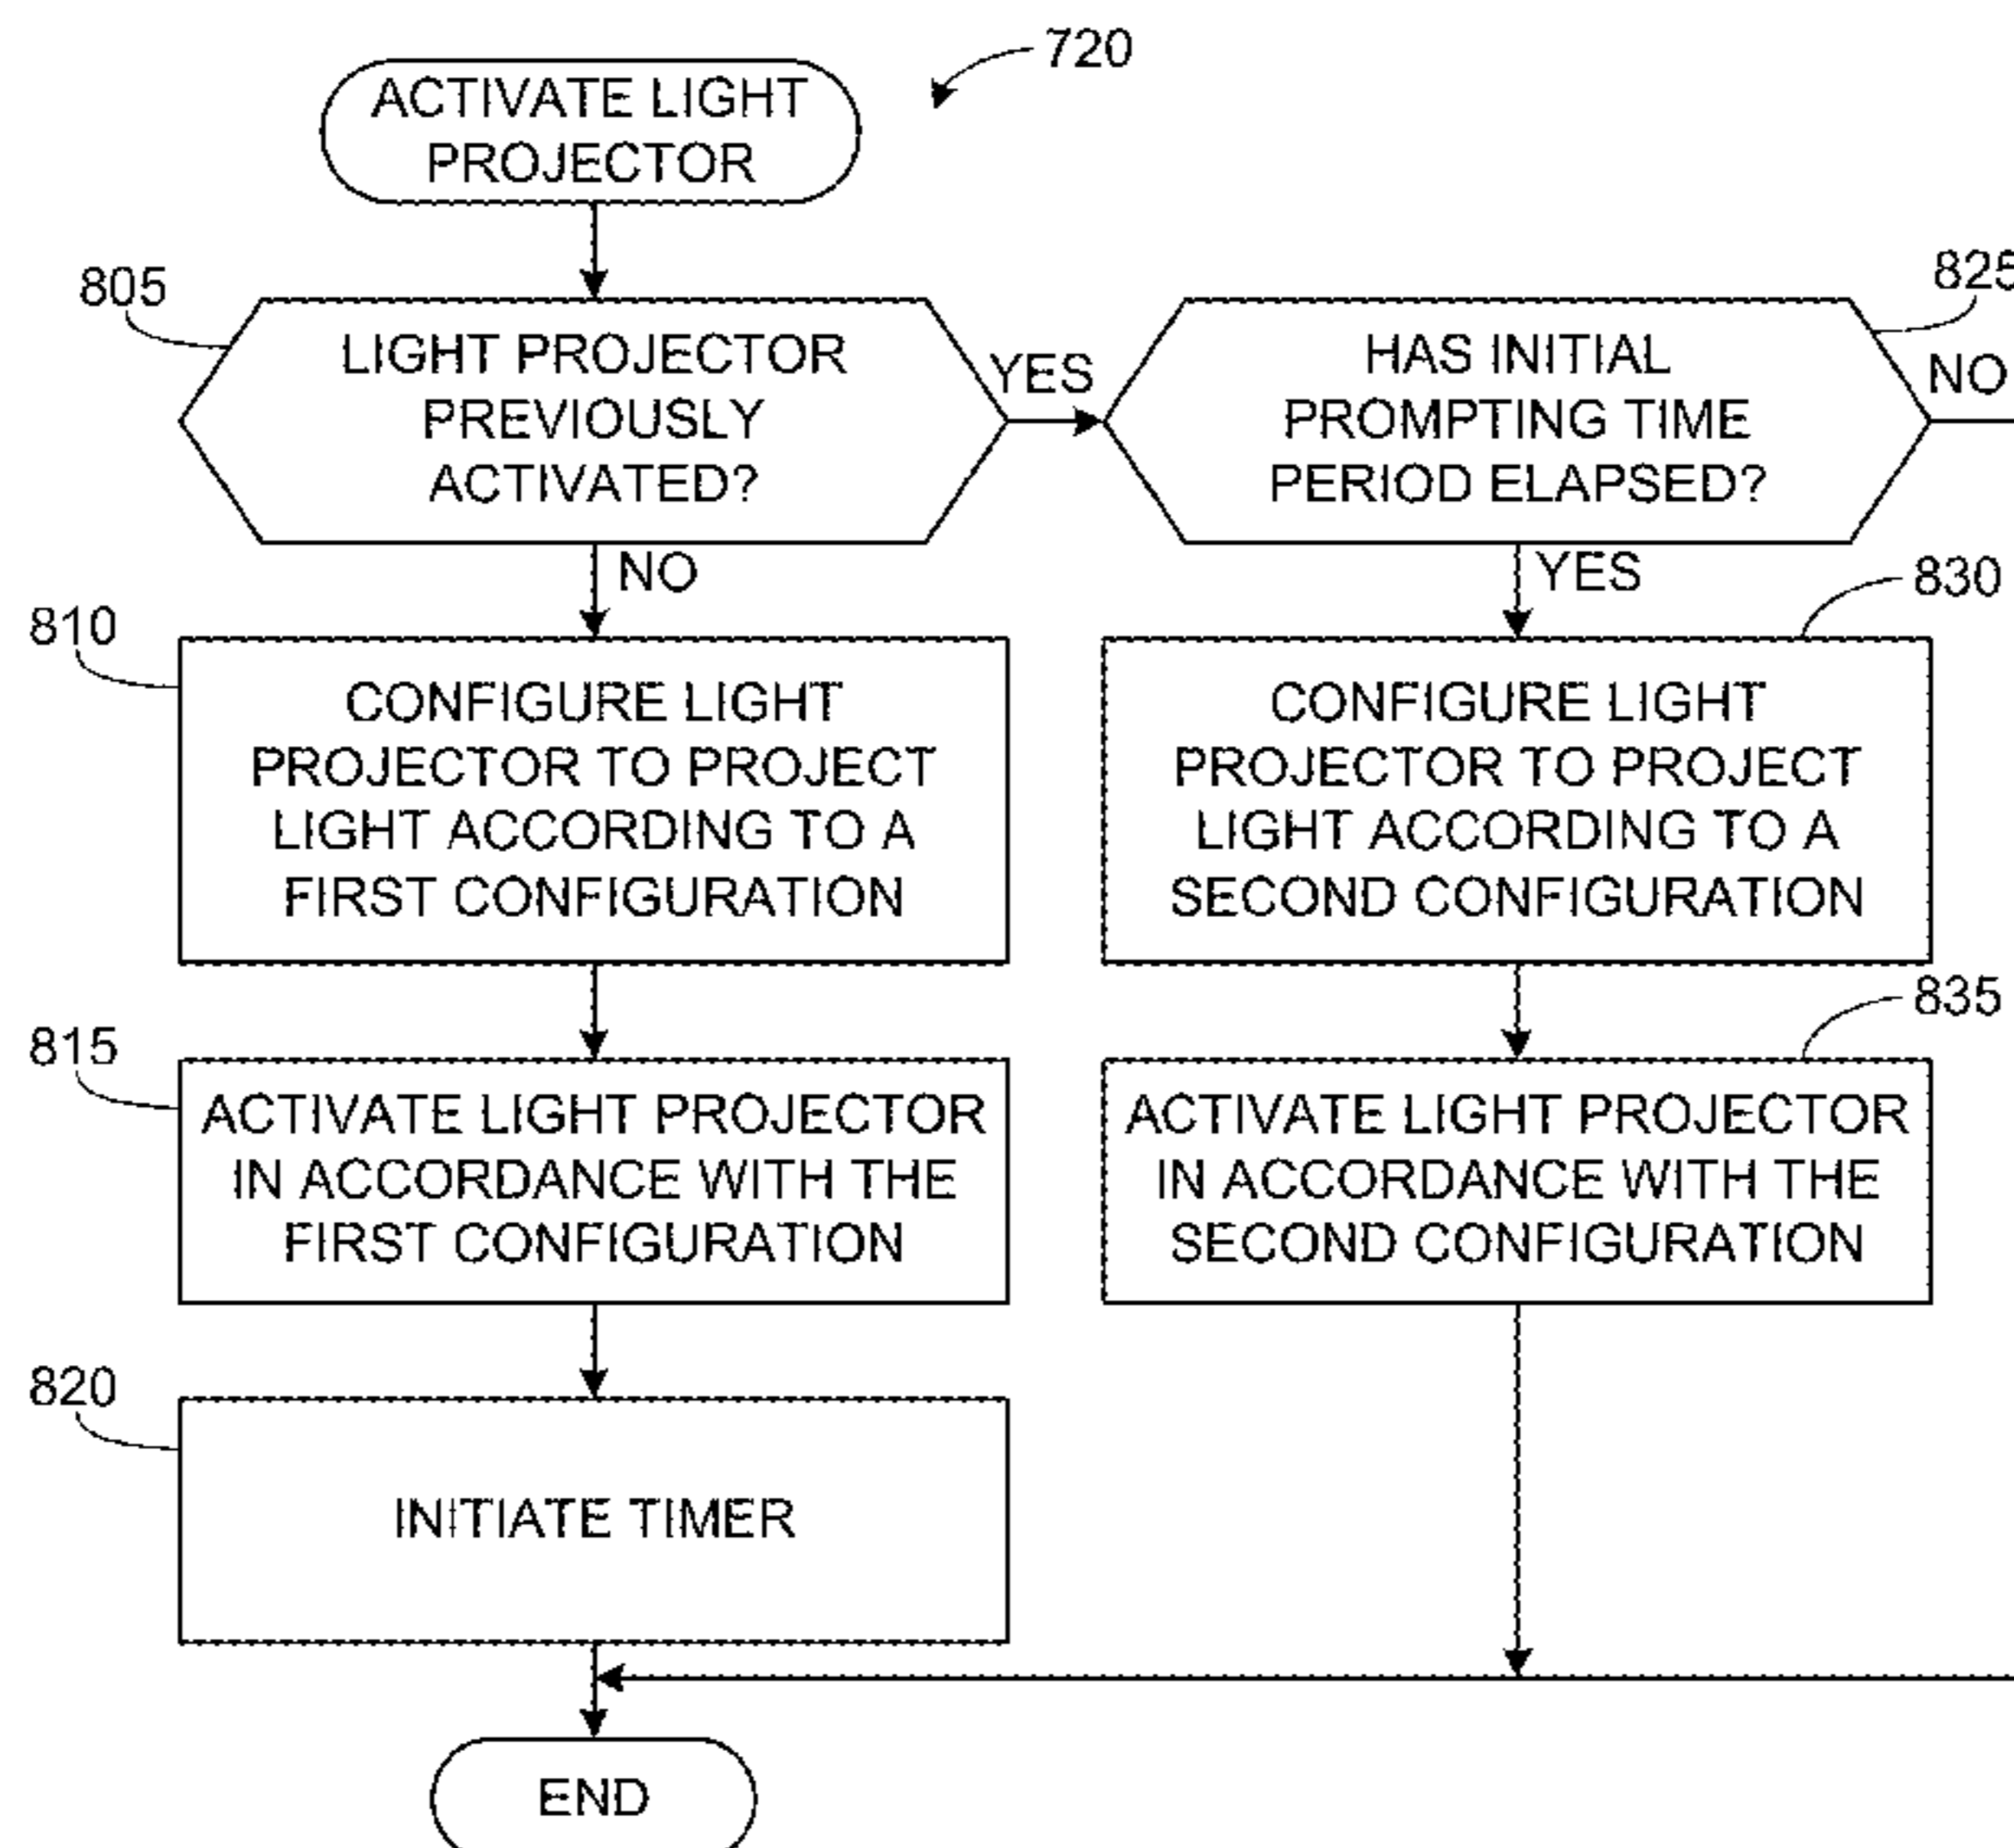 720
ACTIVATE LIGHT
PROJECTOR
805
LIGHT PROJECTOR
PREVIOUSLY
ACTIVATED?
YES
825
HAS INITIAL
PROMPTING TIME
PERIOD ELAPSED?
NO
NO
YES
810
CONFIGURE LIGHT
PROJECTOR TO PROJECT
LIGHT ACCORDING TO A
FIRST CONFIGURATION
830
CONFIGURE LIGHT
PROJECTOR TO PROJECT
LIGHT ACCORDING TO A
SECOND CONFIGURATION
815
ACTIVATE LIGHT PROJECTOR
IN ACCORDANCE WITH THE
FIRST CONFIGURATION
835
ACTIVATE LIGHT PROJECTOR
IN ACCORDANCE WITH THE
SECOND CONFIGURATION
820
INITIATE TIMER
END